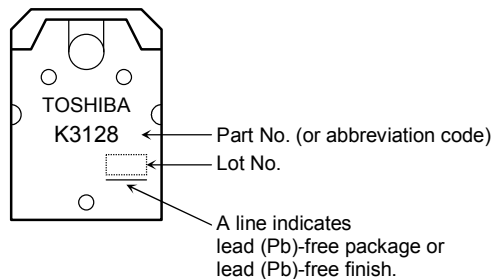 TOSHIBA
K3128
Part No. (or abbreviation code)
Lot No.
A line indicates
lead (Pb)-free package or
lead (Pb)-free finish.